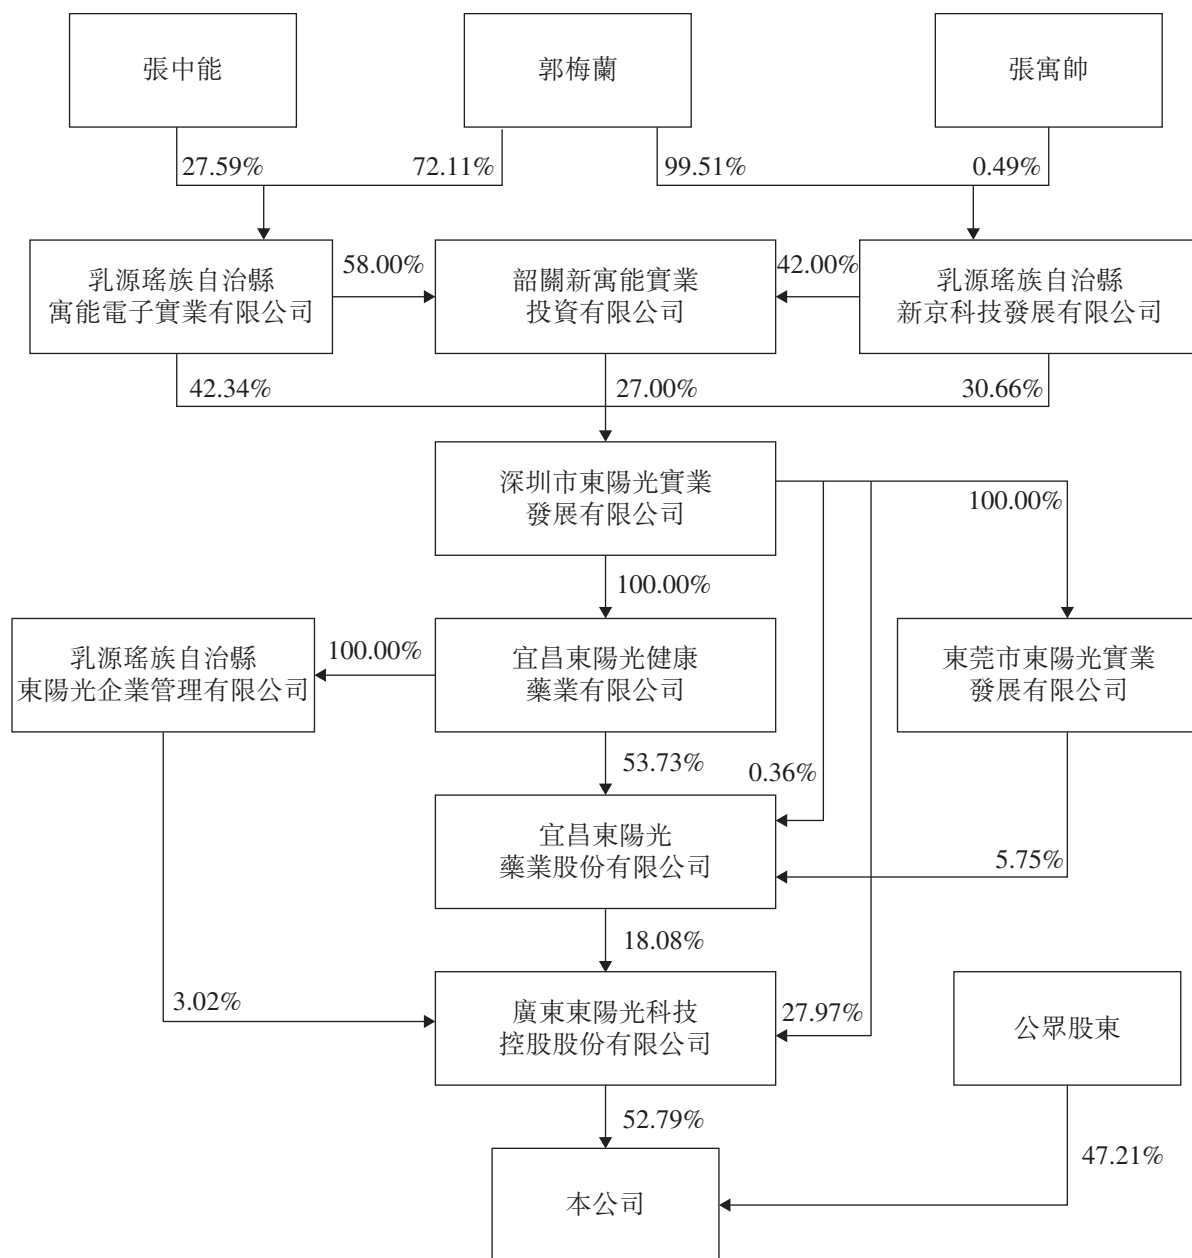 張中能
郭梅蘭
張寓帥
27.59%
72.11%
99.51%
0.49%
乳源瑤族自治縣
寓能電子實業有限公司
58.00%
韶關新寓能實業
投資有限公司
42.00%
乳源瑤族自治縣
新京科技發展有限公司
42.34%
27.00%
30.66%
深圳市東陽光實業
發展有限公司
100.00%
100.00%
乳源瑤族自治縣
東陽光企業管理有限公司
100.00%
宜昌東陽光健康
藥業有限公司
東莞市東陽光實業
發展有限公司
53.73%
0.36%
宜昌東陽光
藥業股份有限公司
5.75%
18.08%
3.02%
廣東東陽光科技
控股股份有限公司
27.97%
公眾股東
52.79%
47.21%
本公司